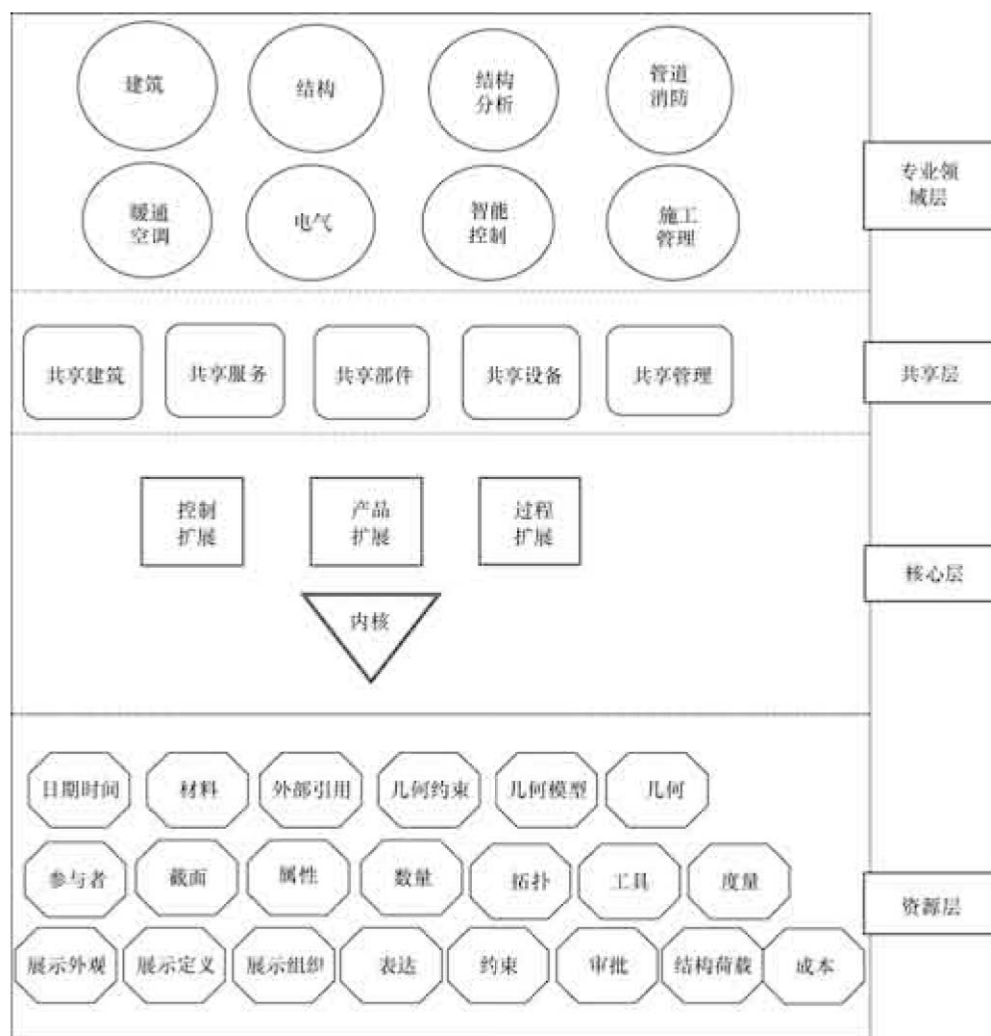 建筑
结构
结构
分析
管道
消防
暖通
空调
电气
智能
控制
施工
管理
专业领
域层
共享建筑
共享服务
共享部件
共享设备
共享管理
共享层
控制
扩展
产品
扩展
过程
扩展
内核
核心层
日期时间
材料
外部引用
几何约束
几何模型
几何
参与者
截面
属性
数量
拓扑
工具
度量
资源层
展示外观
展示定义
展示组织
表达
约束
审批
结构荷载
成本